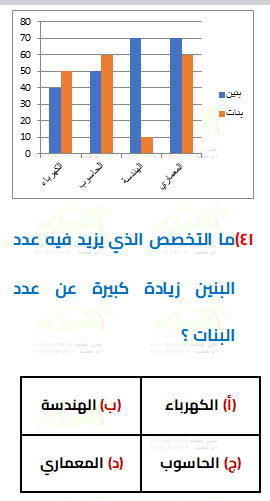 80
70
60
50
40
30
20
10
0
بنين
بنات
الكهرباء
الحاسوب
الهندسة
المعماري
٤١)ما التخصص الذي يزيد فيه عدد
البنين زيادة كبيرة عن عدد
البنات ؟
(أ) الكهرباء
(ب) الهندسة
(ج) الحاسوب
(د) المعماري